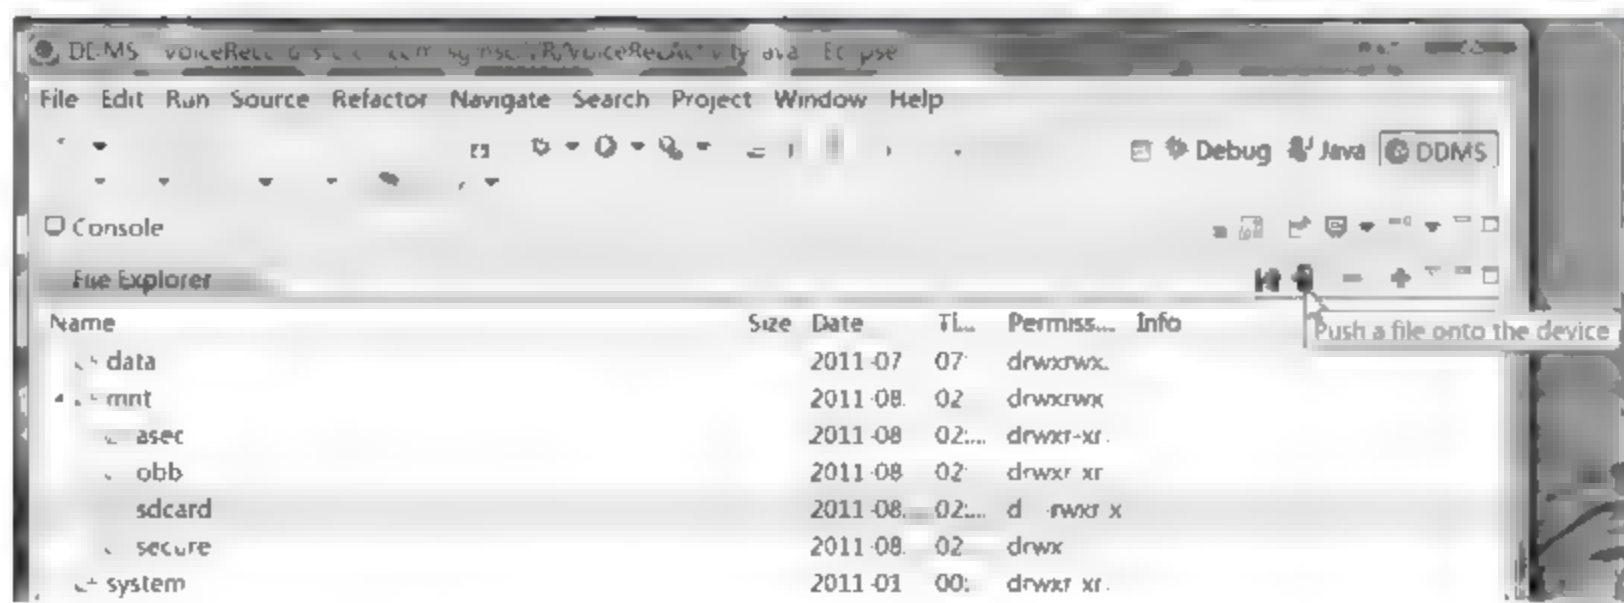 DDMS Eclipse
File Edit Run Source Refactor Navigate Search Project Window Help
Debug Java DDMS
Console
File Explorer
Name Size Date Ti... Permiss... Info
data 2011-07 07: drwxrwx.
mnt 2011-08. 02 drwxrwx
asec 2011-08 02:... drwxr-xr.
obb 2011-08 02: drwxr xr
sdcard 2011-08. 02:... d rwxr x
secure 2011-08. 02 drwx
system 2011-01 00: drwxr xr.
Push a file onto the device